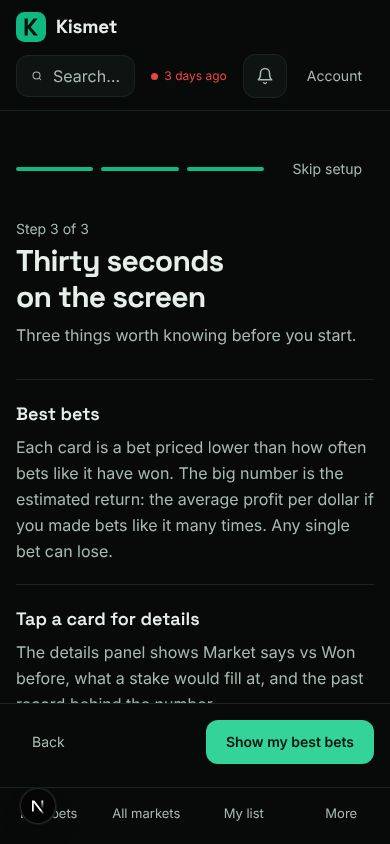 K Kismet
Search... 3 days ago Account
Skip setup
Step 3 of 3
Thirty seconds
on the screen
Three things worth knowing before you start.
Best bets
Each card is a bet priced lower than how often
bets like it have won. The big number is the
estimated return: the average profit per dollar if
you made bets like it many times. Any single
bet can lose.
Tap a card for details
The details panel shows Market says vs Won
before, what a stake would fill at, and the past
record behind the number.
Back Show my best bets
N bets All markets My list More